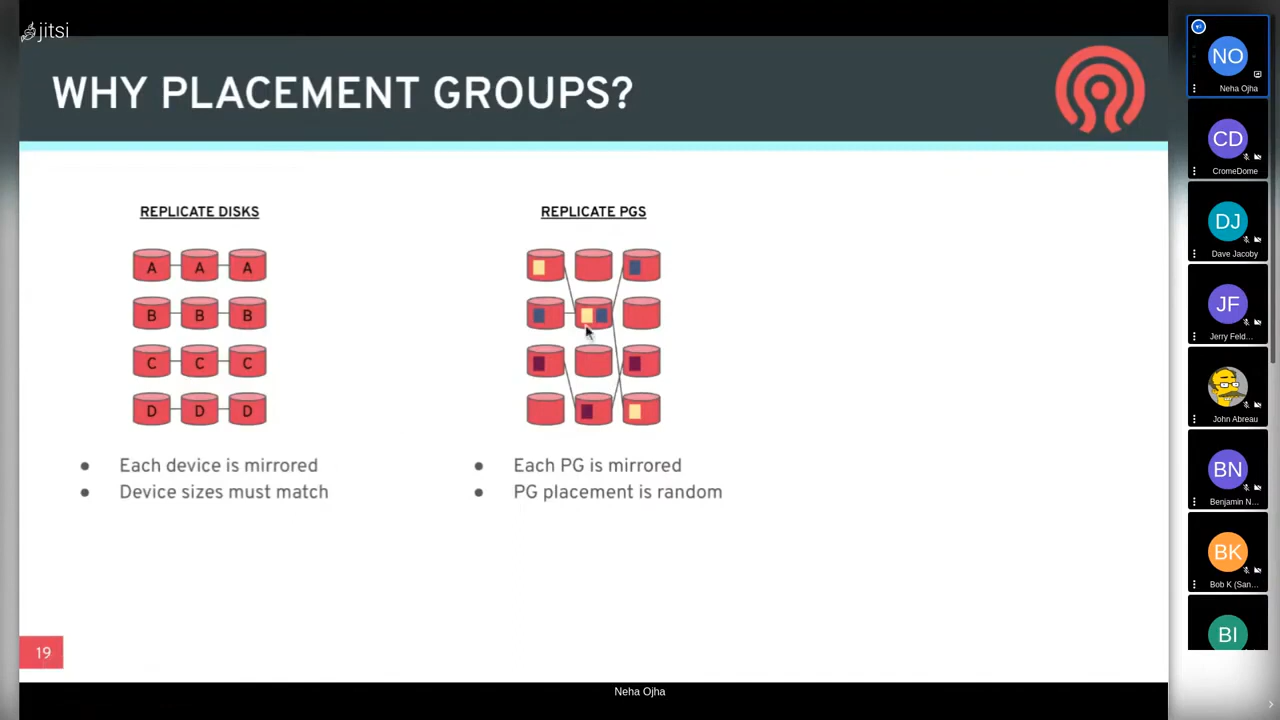 jitsi
WHY PLACEMENT GROUPS?
REPLICATE DISKS
A A A
B B B
C C C
D D D
Each device is mirrored
Device sizes must match
REPLICATE PGS
Each PG is mirrored
PG placement is random
19
Neha Ojha
NO
Neha Ojha
CD
CromeDome
DJ
Dave Jacoby
JF
Jerry Feld...
John Abreau
BN
Benjamin N...
BK
Bob K (San...
BI